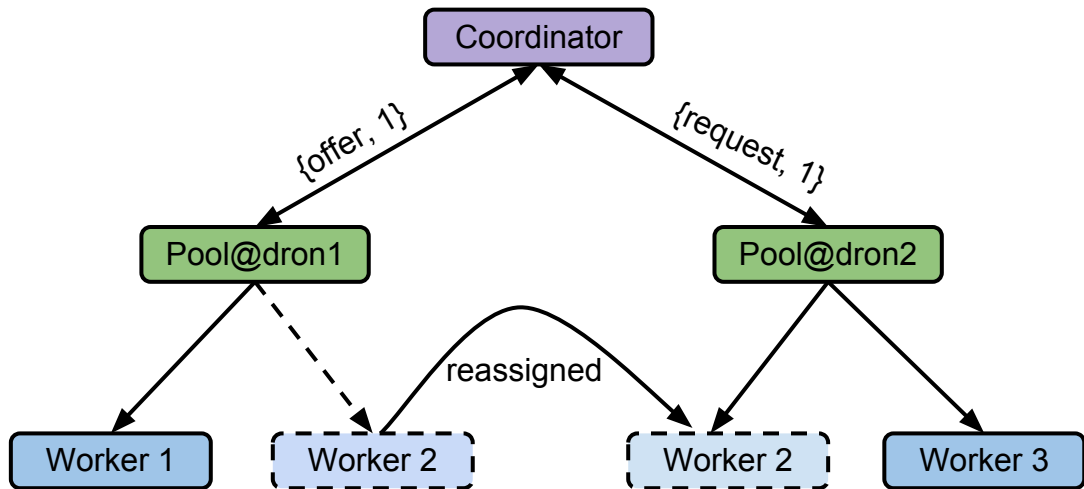 Coordinator
{offer, 1}
{request, 1}
Pool@dron1
Pool@dron2
reassigned
Worker 1
Worker 2
Worker 2
Worker 3